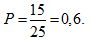 P = 15/25 = 0,6.